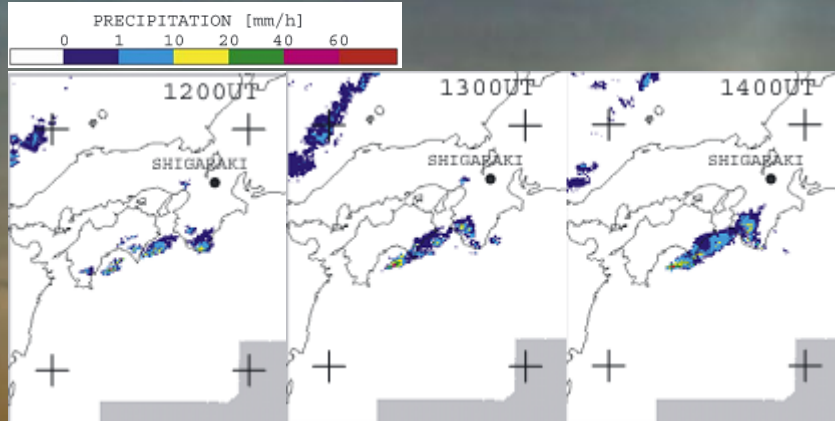 PRECIPITATION [mm/h]
0 1 10 20 40 60
1200UT 1300UT 1400UT
SHIGARAKI SHIGARAKI SHIGARAKI